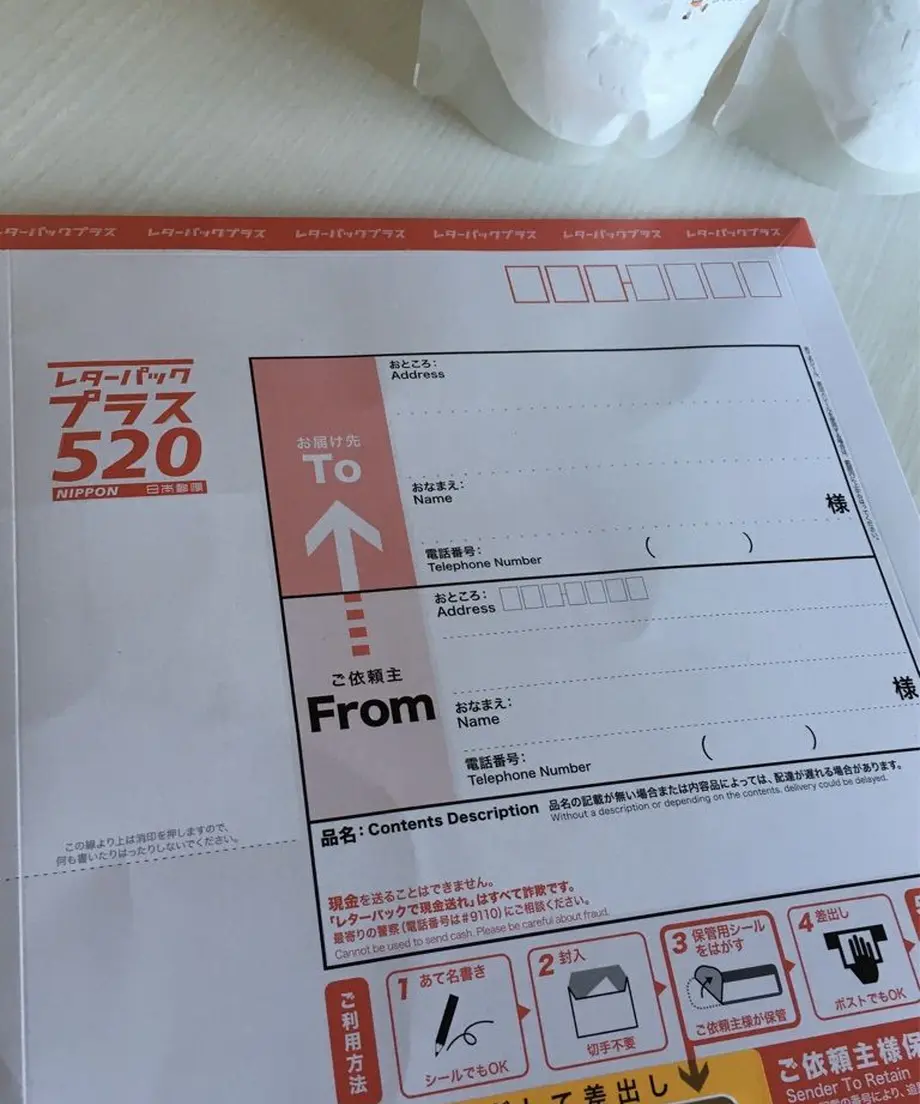 レターパックプラス レターパックプラス レターパックプラス レターパックプラス レターパックプラス
レターパック
プラス
520
NIPPON 日本郵便
お届け先
To
おところ:
Address
おなまえ:
Name
様
電話番号:
Telephone Number ( )
ご依頼主
From
おところ:
Address
おなまえ:
Name
様
電話番号:
Telephone Number ( )
品名:Contents Description
品名の記載が無い場合または内容品によっては、配達が遅れる場合があります。
Without a description or depending on the contents, delivery could be delayed.
この線より上は消印を押しますので、
何も書いたりはったりしないでください。
現金を送ることはできません。
「レターパックで現金送れ」はすべて詐欺です。
最寄りの警察(電話番号は#9110)にご相談ください。
Cannot be used to send cash. Please be careful about fraud.
ご利用方法
1 あて名書き
シールでもOK
2 封入
切手不要
3 保管用シール
をはがす
ご依頼主様が保管
4 差出し
ポストでもOK
して差出し
ご依頼主様保
Sender To Retain